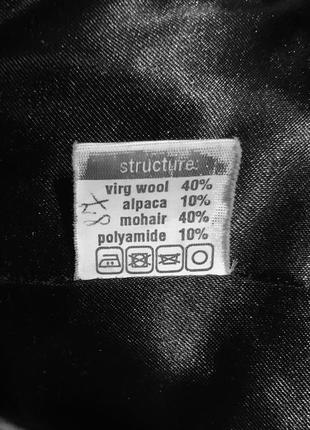 structure:
virg wool 40%
alpaca 10%
mohair 40%
polyamide 10%